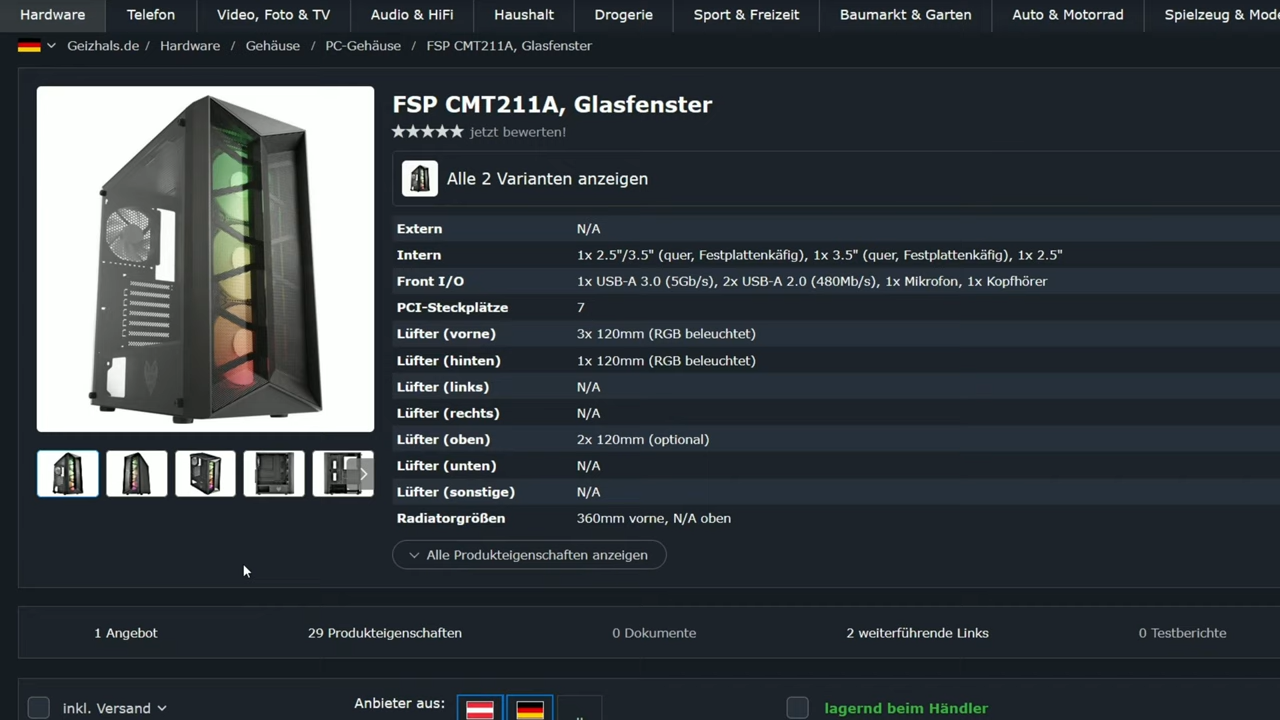 Hardware Telefon Video, Foto & TV Audio & HiFi Haushalt Drogerie Sport & Freizeit Baumarkt & Garten Auto & Motorrad Spielzeug & Mode
Geizhals.de / Hardware / Gehäuse / PC-Gehäuse / FSP CMT211A, Glasfenster
FSP CMT211A, Glasfenster
jetzt bewerten!
Alle 2 Varianten anzeigen
Extern N/A
Intern 1x 2.5"/3.5" (quer, Festplattenkäfig), 1x 3.5" (quer, Festplattenkäfig), 1x 2.5"
Front I/O 1x USB-A 3.0 (5Gb/s), 2x USB-A 2.0 (480Mb/s), 1x Mikrofon, 1x Kopfhörer
PCI-Steckplätze 7
Lüfter (vorne) 3x 120mm (RGB beleuchtet)
Lüfter (hinten) 1x 120mm (RGB beleuchtet)
Lüfter (links) N/A
Lüfter (rechts) N/A
Lüfter (oben) 2x 120mm (optional)
Lüfter (unten) N/A
Lüfter (sonstige) N/A
Radiatorgrößen 360mm vorne, N/A oben
Alle Produkteigenschaften anzeigen
1 Angebot 29 Produkteigenschaften 0 Dokumente 2 weiterführende Links 0 Testberichte
inkl. Versand Anbieter aus: lagernd beim Händler